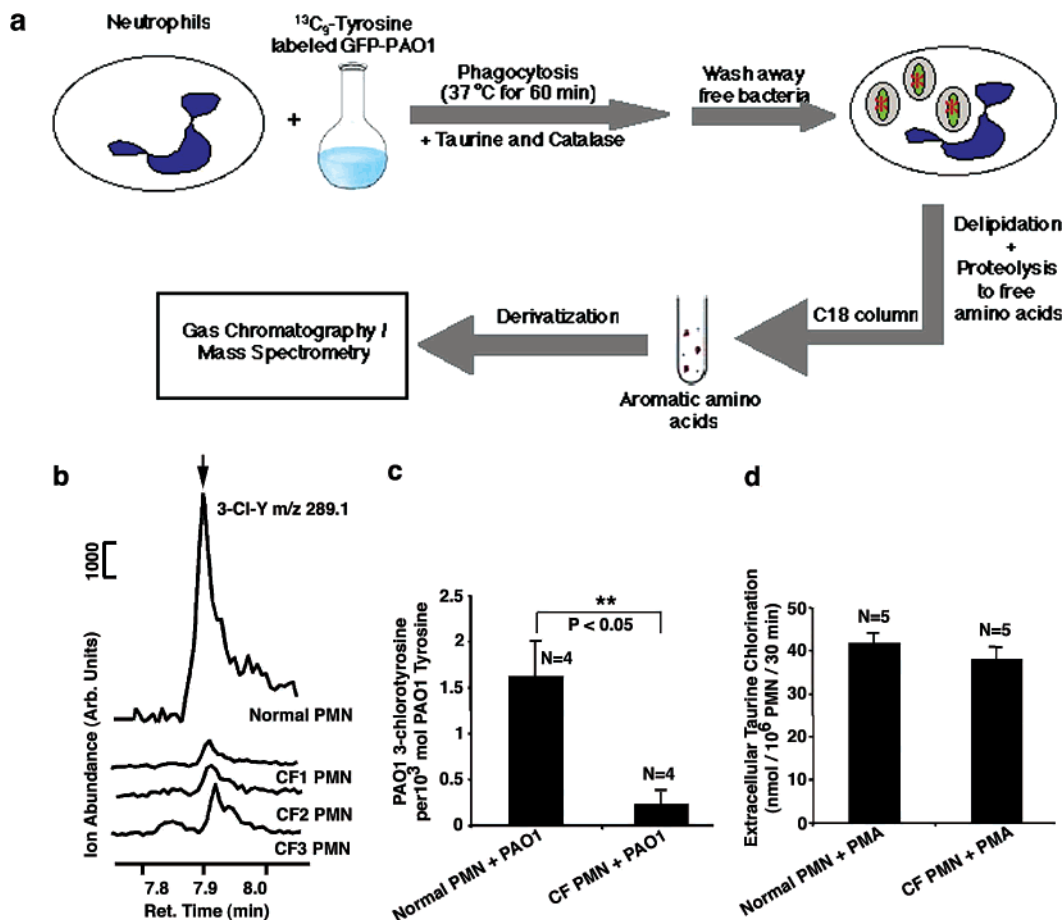 a
Neutrophils
¹³C₉-Tyrosine
labeled GFP-PAO1
+
Phagocytosis
(37 °C for 60 min)
+ Taurine and Catalase
Wash away
free bacteria
Delipidation
+
Proteolysis
to free
amino acids
C18 column
Aromatic amino
acids
Derivatization
Gas Chromatography /
Mass Spectrometry
b
3-Cl-Y m/z 289.1
1000
Ion Abundance (Arb. Units)
Normal PMN
CF1 PMN
CF2 PMN
CF3 PMN
7.8 7.9 8.0
Ret. Time (min)
c
PAO1 3-chlorotyrosine
per10³ mol PAO1 Tyrosine
2.5
2
1.5
1
0.5
0
**
P < 0.05
N=4
N=4
Normal PMN + PAO1
CF PMN + PAO1
d
Extracellular Taurine Chlorination
(nmol / 10⁶ PMN / 30 min)
50
40
30
20
10
0
N=5
N=5
Normal PMN + PMA
CF PMN + PMA